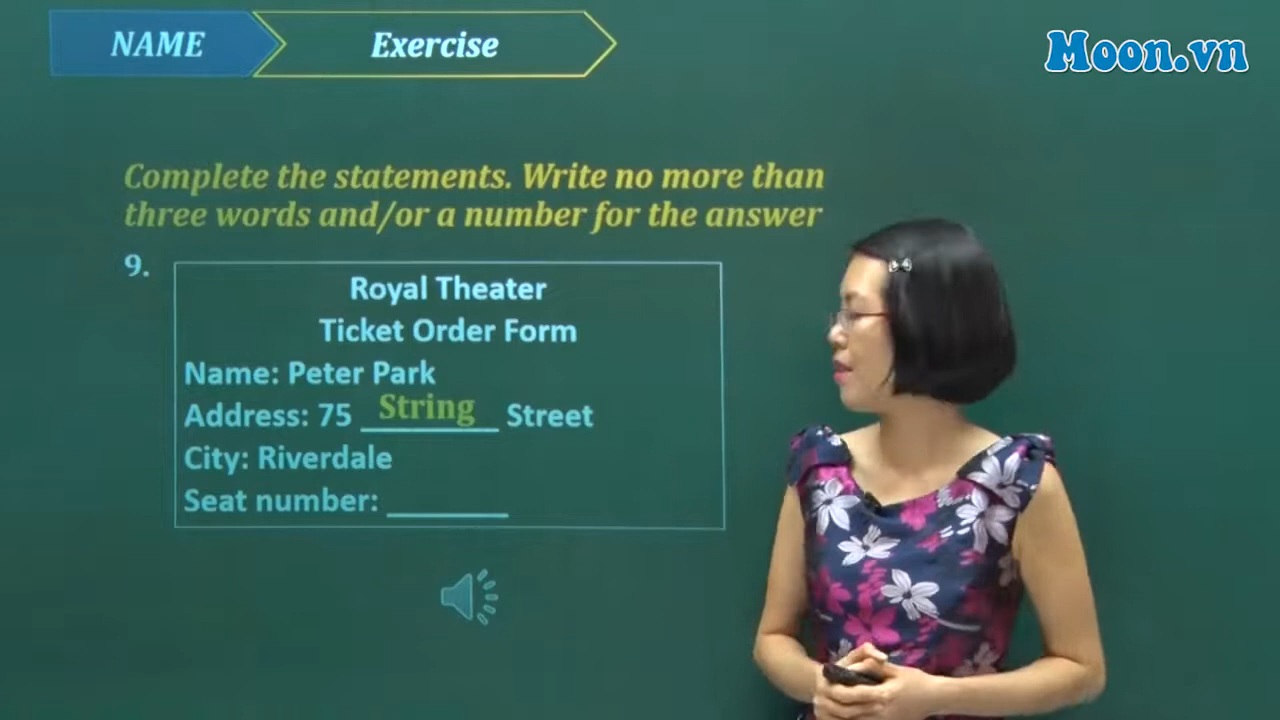 NAME
Exercise
Moon.vn
Complete the statements. Write no more than
three words and/or a number for the answer
9.
Royal Theater
Ticket Order Form
Name: Peter Park
Address: 75 String Street
City: Riverdale
Seat number: ________